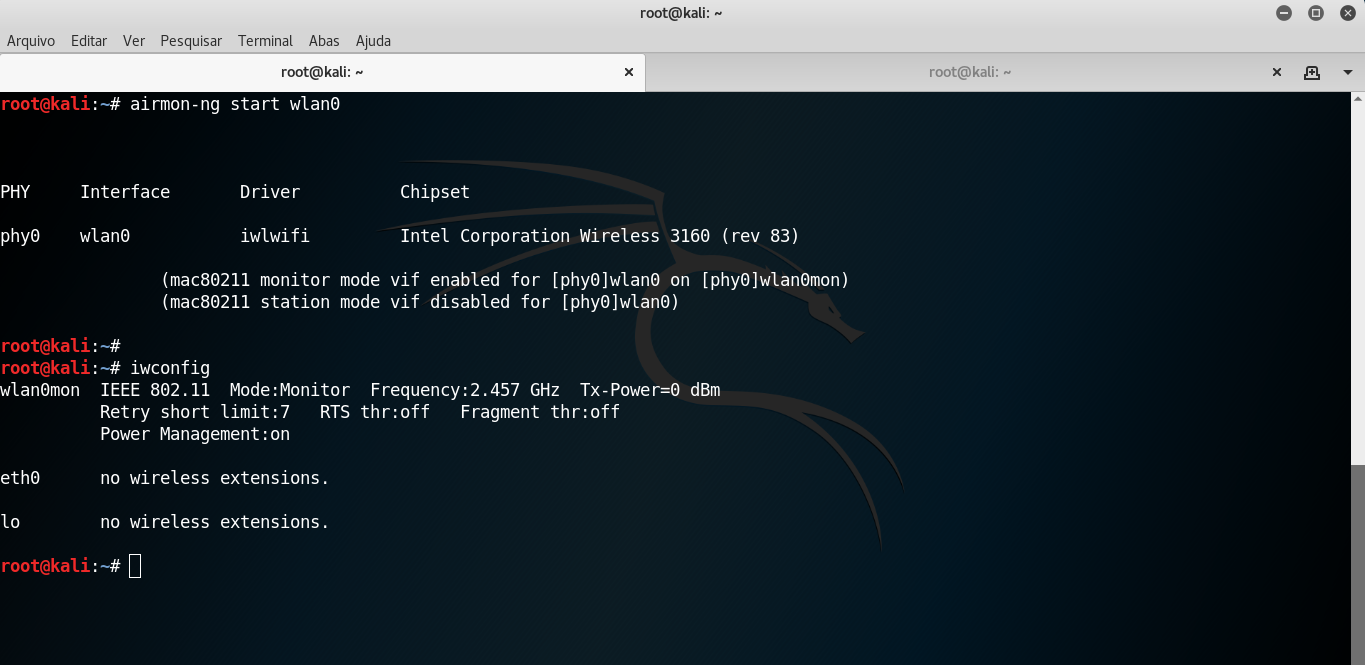 root@kali: ~
Arquivo Editar Ver Pesquisar Terminal Abas Ajuda
root@kali: ~ root@kali: ~
root@kali:~# airmon-ng start wlan0
PHY Interface Driver Chipset
phy0 wlan0 iwlwifi Intel Corporation Wireless 3160 (rev 83)
(mac80211 monitor mode vif enabled for [phy0]wlan0 on [phy0]wlan0mon)
(mac80211 station mode vif disabled for [phy0]wlan0)
root@kali:~#
root@kali:~# iwconfig
wlan0mon IEEE 802.11 Mode:Monitor Frequency:2.457 GHz Tx-Power=0 dBm
Retry short limit:7 RTS thr:off Fragment thr:off
Power Management:on
eth0 no wireless extensions.
lo no wireless extensions.
root@kali:~#